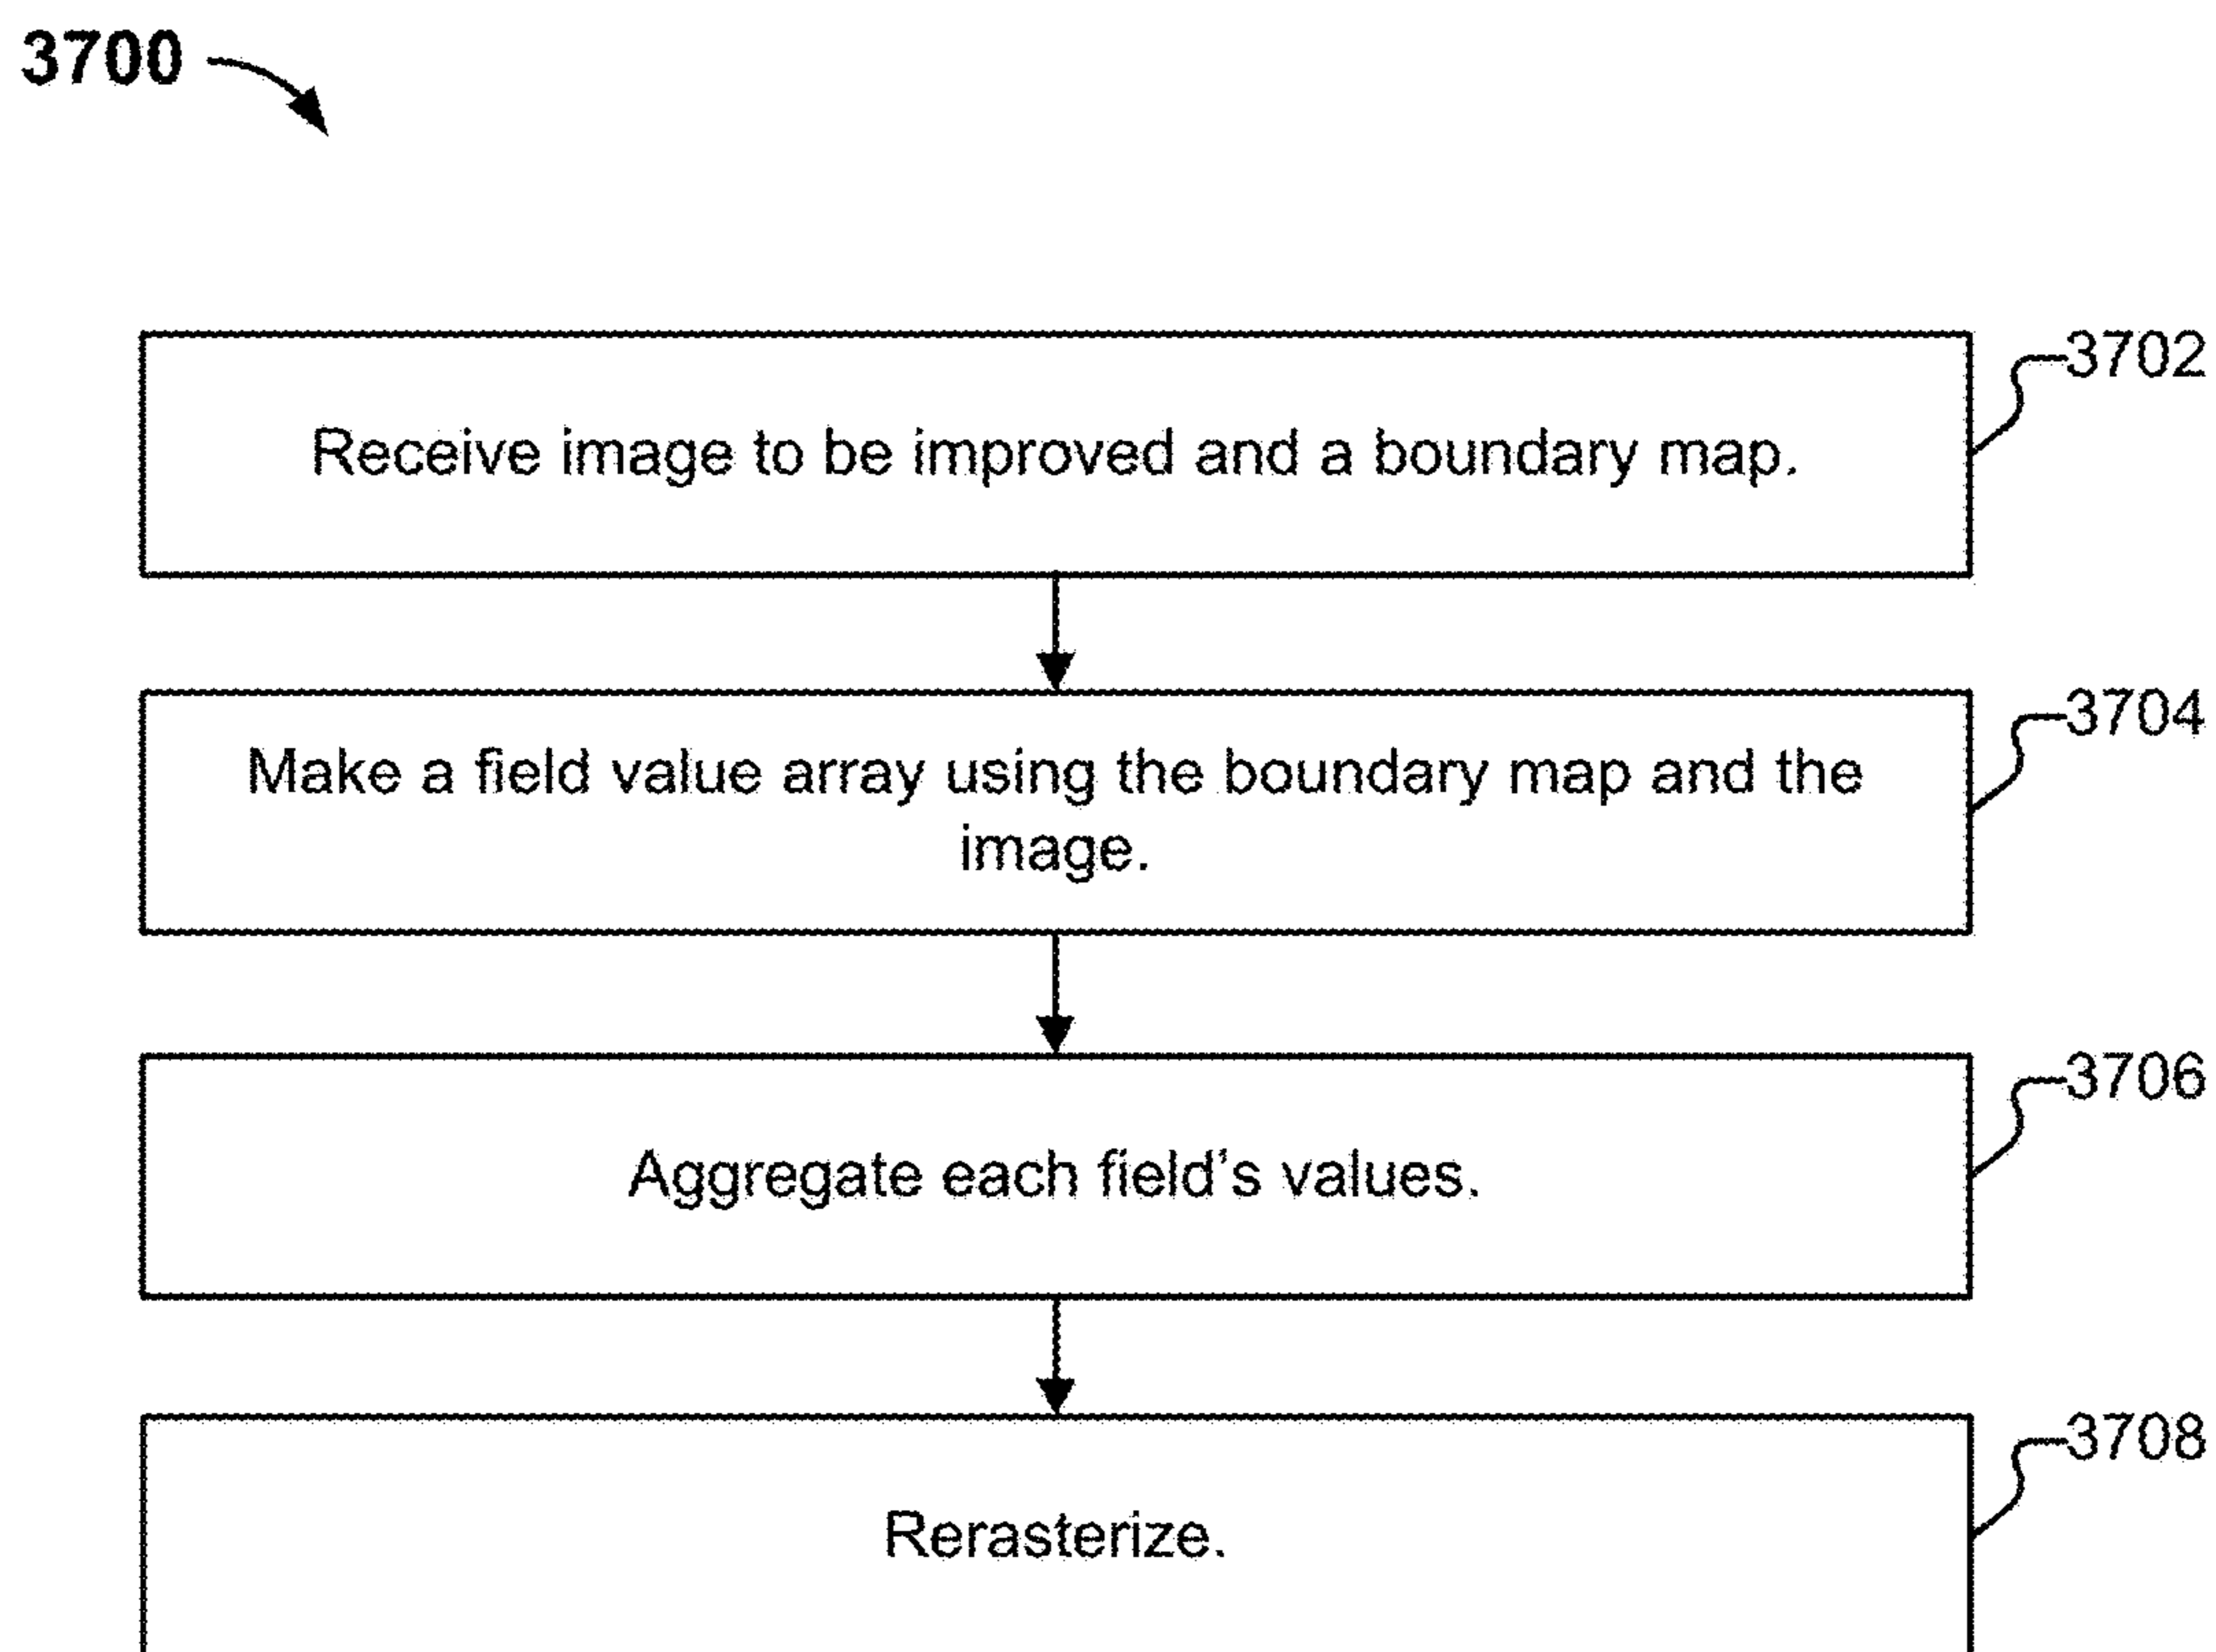 3700
3702
Receive image to be improved and a boundary map.
3704
Make a field value array using the boundary map and the
image.
3706
Aggregate each field's values.
3708
Rerasterize.